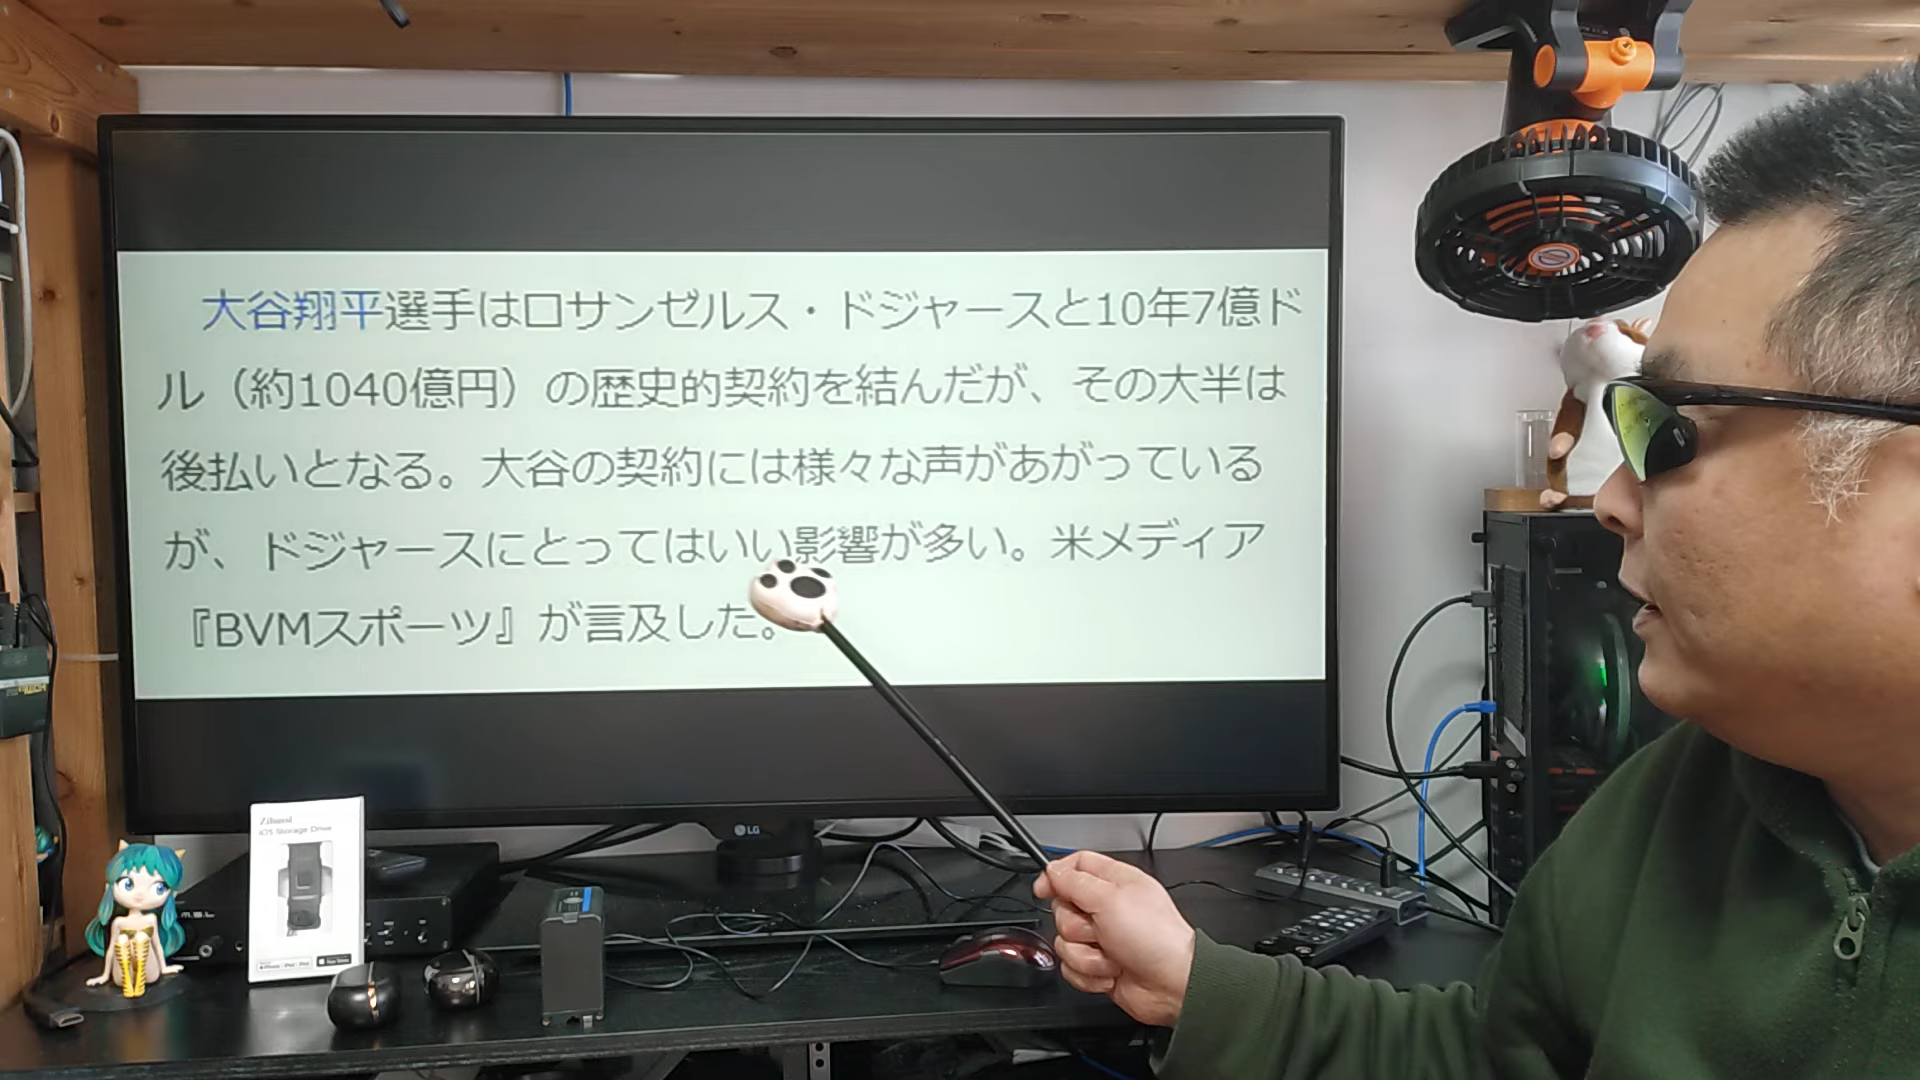 大谷翔平選手はロサンゼルス・ドジャースと10年7億ド
ル（約1040億円）の歴史的契約を結んだが、その大半は
後払いとなる。大谷の契約には様々な声があがっている
が、ドジャースにとってはいい影響が多い。米メディア
『BVMスポーツ』が言及した。
LG
iOS Storage Drive
M.S.L